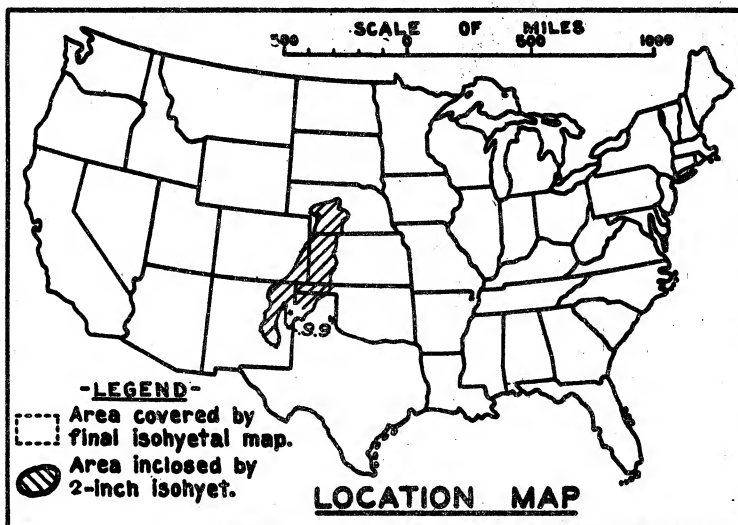 SCALE OF MILES
500 0 500 1000
9.9
-LEGEND-
Area covered by
final isohyetal map.
Area inclosed by
2-inch isohyet.
LOCATION MAP